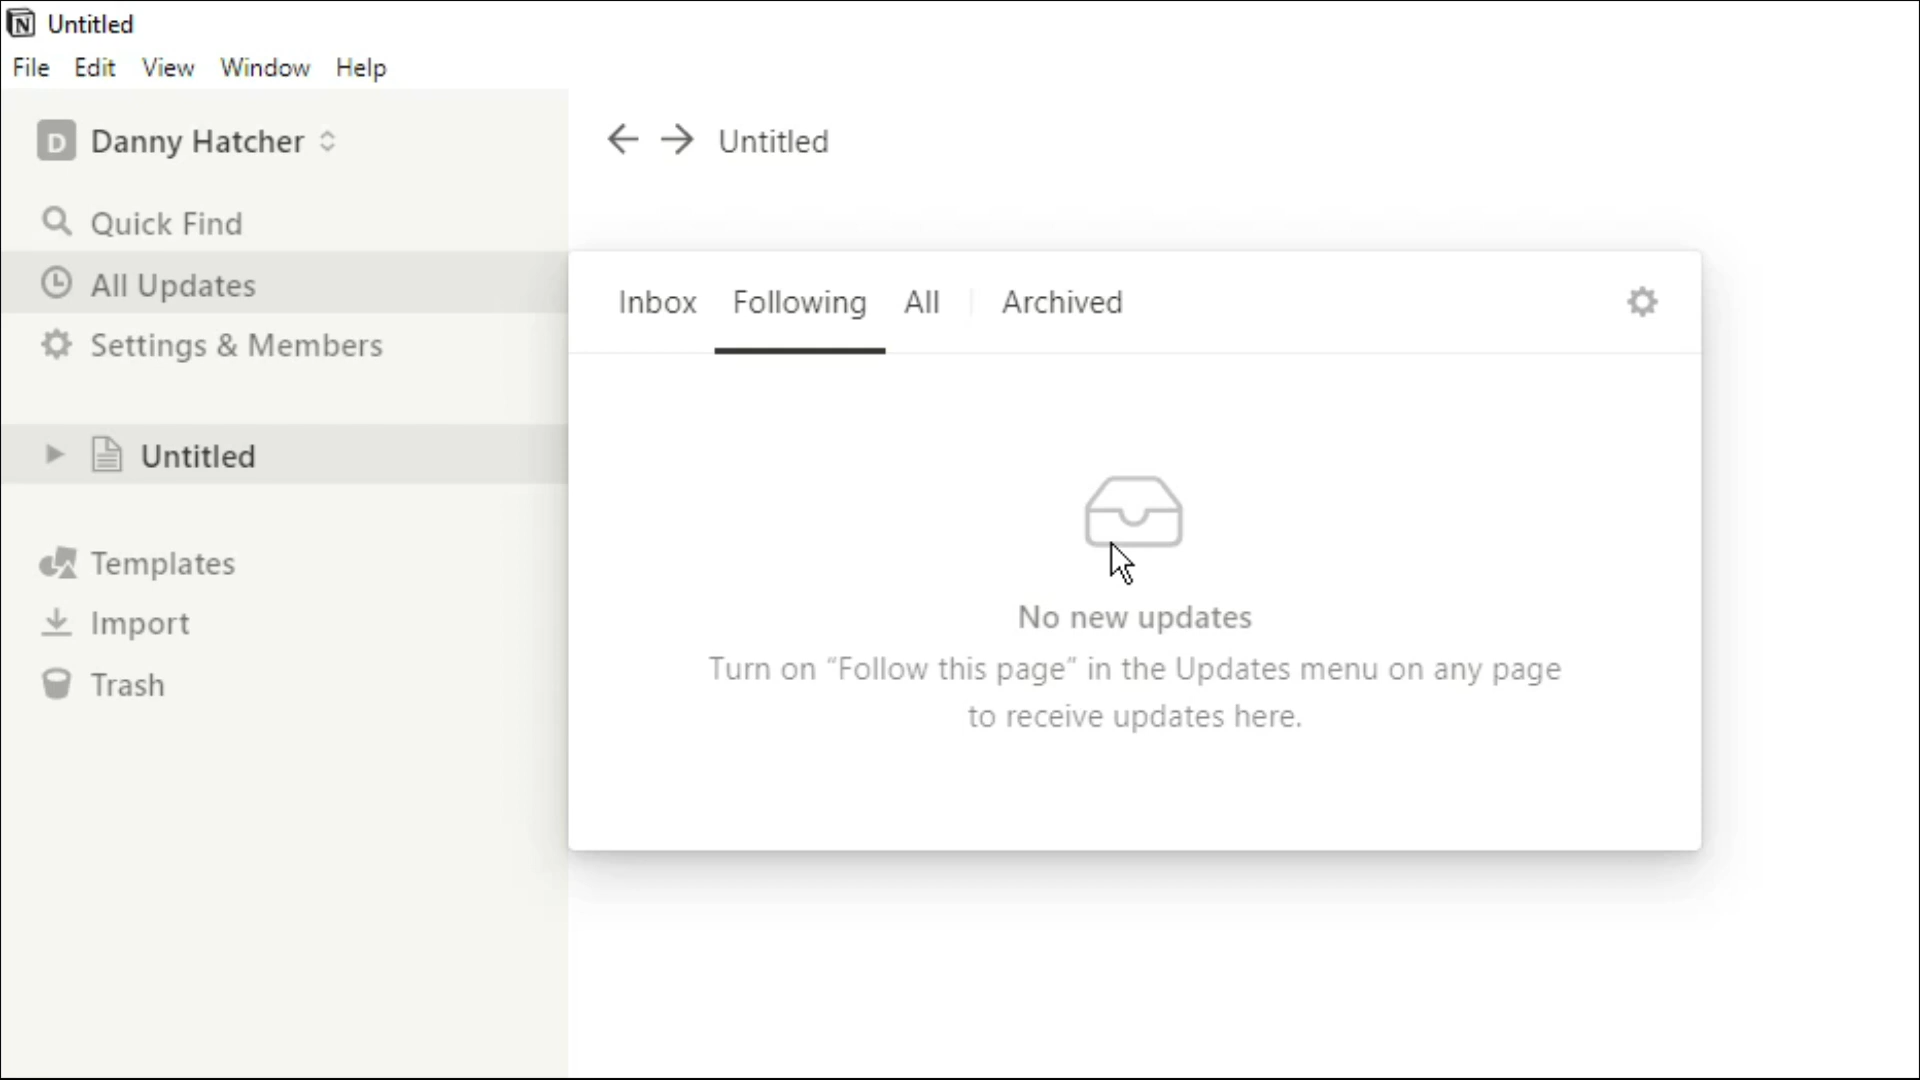 Untitled
File Edit View Window Help
D Danny Hatcher
Quick Find
All Updates
Settings & Members
Untitled
Templates
Import
Trash
Untitled
Inbox Following All Archived
No new updates
Turn on “Follow this page” in the Updates menu on any page
to receive updates here.